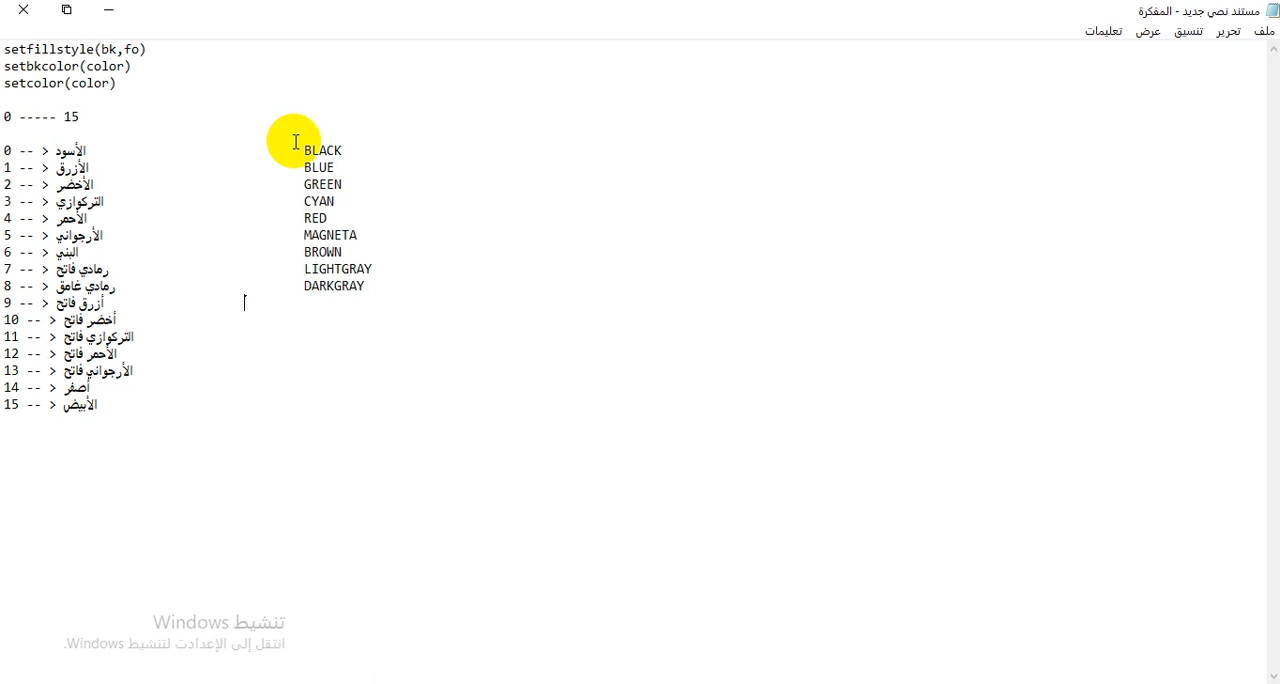 مستند نصي جديد - المفكرة
ملف تحرير تنسيق عرض تعليمات
setfillstyle(bk,fo)
setbkcolor(color)
setcolor(color)
0 ----- 15
0 -- > الأسود BLACK
1 -- > الأزرق BLUE
2 -- > الأخضر GREEN
3 -- > التركوازي CYAN
4 -- > الأحمر RED
5 -- > الأرجواني MAGNETA
6 -- > البني BROWN
7 -- > رمادي فاتح LIGHTGRAY
8 -- > رمادي غامق DARKGRAY
9 -- > أزرق فاتح
10 -- > أخضر فاتح
11 -- > التركوازي فاتح
12 -- > الأحمر فاتح
13 -- > الأرجواني فاتح
14 -- > أصفر
15 -- > الأبيض
تنشيط Windows
انتقل إلى الإعدادت لتنشيط Windows.